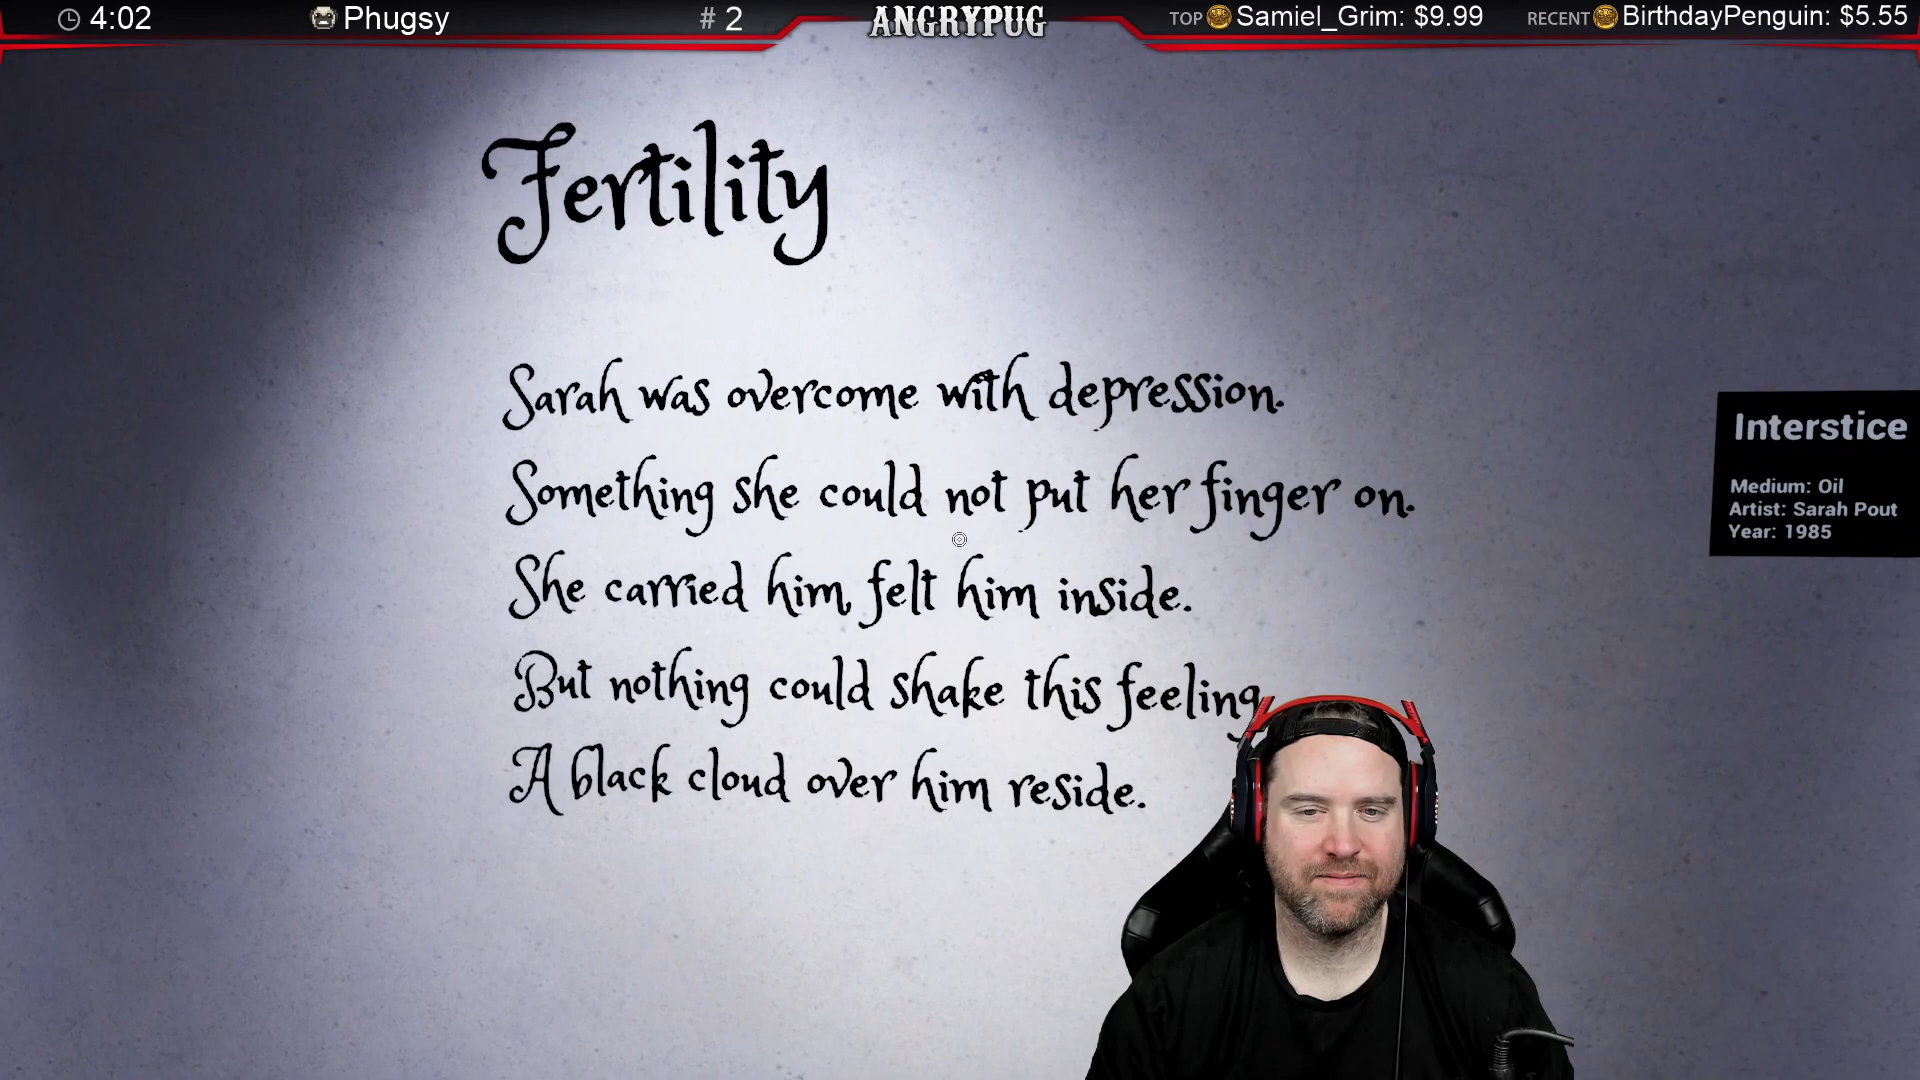 4:02 Phugsy # 2 ANGRYPUG TOP Samiel_Grim: $9.99 RECENT BirthdayPenguin: $5.55
Fertility
Sarah was overcome with depression.
Something she could not put her finger on.
She carried him, felt him inside.
But nothing could shake this feeling
A black cloud over him reside.
Interstice
Medium: Oil
Artist: Sarah Pout
Year: 1985